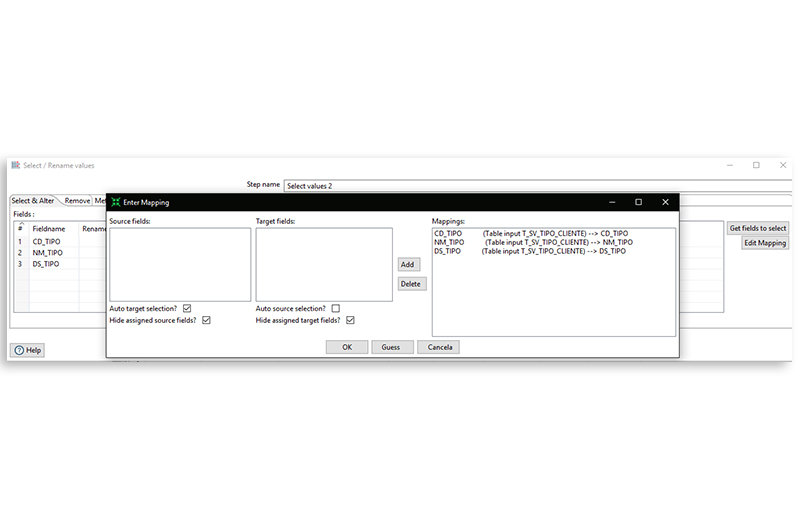 Select / Rename values
Step name Select values 2
Select & Alter Remove Met
Enter Mapping
Fields :
# Fieldname Rename
1 CD_TIPO
2 NM_TIPO
3 DS_TIPO
Source fields:
Target fields:
Mappings:
CD_TIPO (Table input T_SV_TIPO_CLIENTE) --> CD_TIPO
NM_TIPO (Table input T_SV_TIPO_CLIENTE) --> NM_TIPO
DS_TIPO (Table input T_SV_TIPO_CLIENTE) --> DS_TIPO
Add
Delete
Auto target selection?
Auto source selection?
Hide assigned source fields?
Hide assigned target fields?
OK Guess Cancela
Get fields to select
Edit Mapping
Help